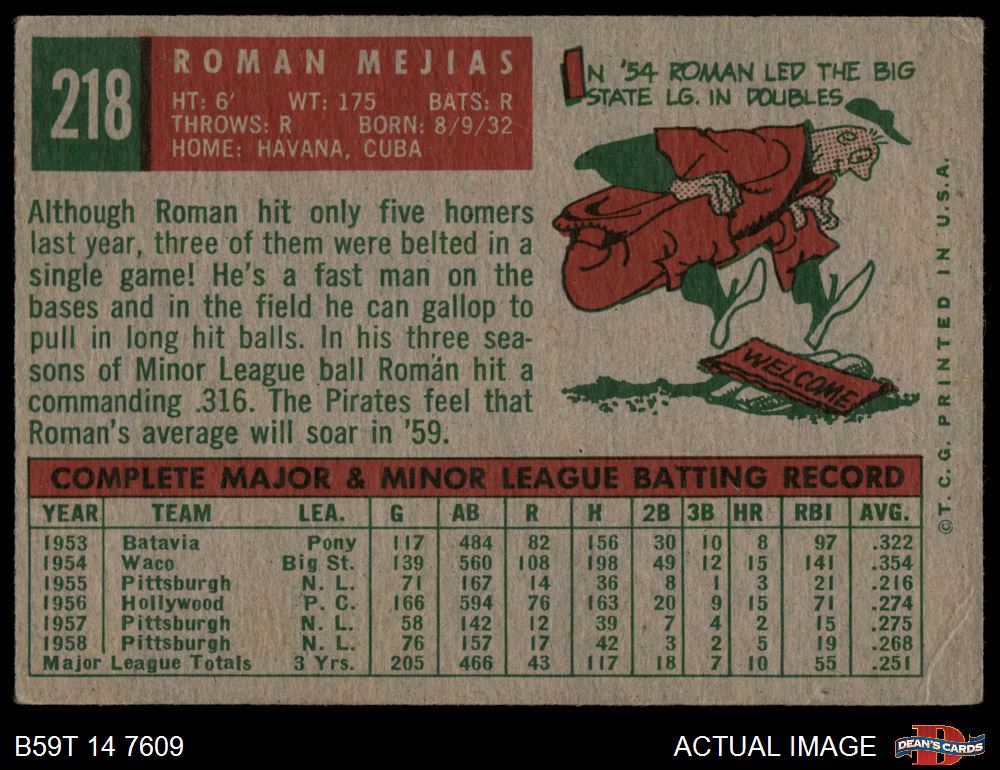 218
ROMAN MEJIAS
HT: 6' WT: 175 BATS: R
THROWS: R BORN: 8/9/32
HOME: HAVANA, CUBA
IN '54 ROMAN LED THE BIG
STATE LG. IN DOUBLES
Although Roman hit only five homers
last year, three of them were belted in a
single game! He's a fast man on the
bases and in the field he can gallop to
pull in long hit balls. In his three sea-
sons of Minor League ball Román hit a
commanding .316. The Pirates feel that
Roman's average will soar in '59.
WELCOME
© T. C. G. PRINTED IN U.S.A.
COMPLETE MAJOR & MINOR LEAGUE BATTING RECORD
YEAR TEAM LEA. G AB R H 2B 3B HR RBI AVG.
1953 Batavia Pony 117 484 82 156 30 10 8 97 .322
1954 Waco Big St. 139 560 108 198 49 12 15 141 .354
1955 Pittsburgh N. L. 71 167 14 36 8 1 3 21 .216
1956 Hollywood P. C. 166 594 76 163 20 9 15 71 .274
1957 Pittsburgh N. L. 58 142 12 39 7 4 2 15 .275
1958 Pittsburgh N. L. 76 157 17 42 3 2 5 19 .268
Major League Totals 3 Yrs. 205 466 43 117 18 7 10 55 .251
B59T 14 7609
ACTUAL IMAGE
D
DEAN'S CARDS